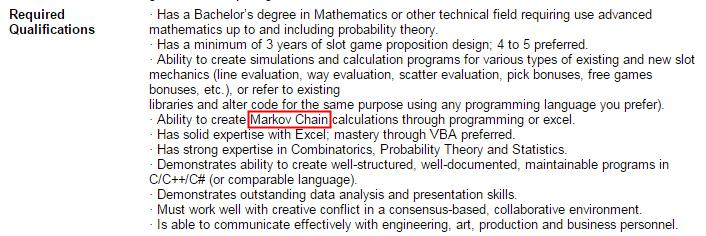 Required
Qualifications
· Has a Bachelor's degree in Mathematics or other technical field requiring use advanced
mathematics up to and including probability theory.
· Has a minimum of 3 years of slot game proposition design; 4 to 5 preferred.
· Ability to create simulations and calculation programs for various types of existing and new slot
mechanics (line evaluation, way evaluation, scatter evaluation, pick bonuses, free games
bonuses, etc.), or refer to existing
libraries and alter code for the same purpose using any programming language you prefer).
· Ability to create Markov Chain calculations through programming or excel.
· Has solid expertise with Excel; mastery through VBA preferred.
· Has strong expertise in Combinatorics, Probability Theory and Statistics.
· Demonstrates ability to create well-structured, well-documented, maintainable programs in
C/C++/C# (or comparable language).
· Demonstrates outstanding data analysis and presentation skills.
· Must work well with creative conflict in a consensus-based, collaborative environment.
· Is able to communicate effectively with engineering, art, production and business personnel.